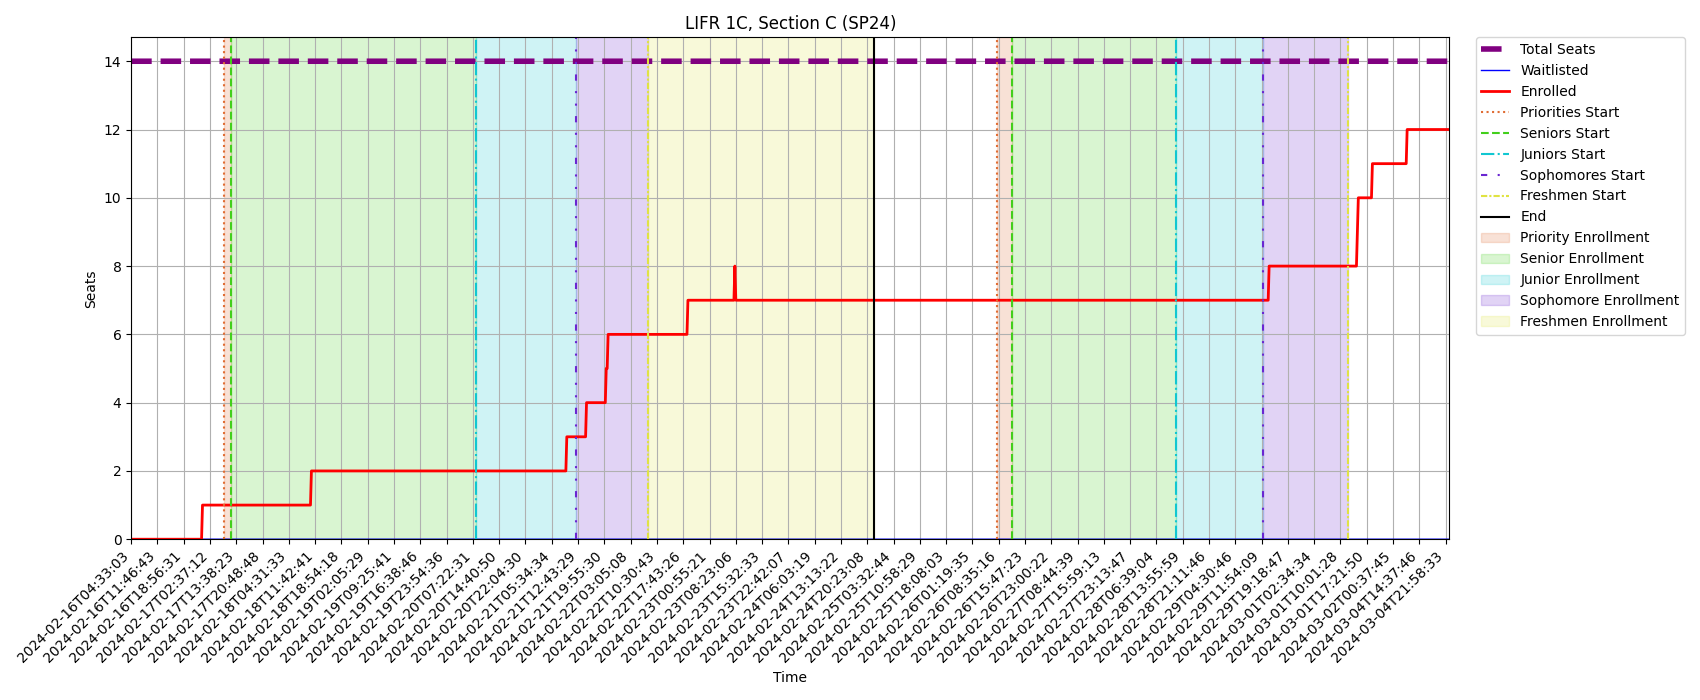 LIFR 1C, Section C (SP24)
Total Seats
Waitlisted
Enrolled
Priorities Start
Seniors Start
Juniors Start
Sophomores Start
Freshmen Start
End
Priority Enrollment
Senior Enrollment
Junior Enrollment
Sophomore Enrollment
Freshmen Enrollment
Seats
14
12
10
8
6
4
2
0
2024-02-16T04:33:03
2024-02-16T11:46:43
2024-02-16T18:56:31
2024-02-17T02:37:12
2024-02-17T13:38:23
2024-02-17T20:48:48
2024-02-18T04:31:33
2024-02-18T11:42:41
2024-02-18T18:54:18
2024-02-19T02:05:29
2024-02-19T09:25:41
2024-02-19T16:38:46
2024-02-19T23:54:36
2024-02-20T07:22:31
2024-02-20T14:40:50
2024-02-20T22:04:30
2024-02-21T05:34:34
2024-02-21T12:43:29
2024-02-21T19:55:30
2024-02-22T03:05:08
2024-02-22T10:30:43
2024-02-22T17:43:26
2024-02-23T00:55:21
2024-02-23T08:23:06
2024-02-23T15:32:33
2024-02-23T22:42:07
2024-02-24T06:03:19
2024-02-24T13:13:22
2024-02-24T20:23:08
2024-02-25T03:32:44
2024-02-25T10:58:29
2024-02-25T18:08:03
2024-02-26T01:19:35
2024-02-26T08:35:16
2024-02-26T15:47:23
2024-02-26T23:00:22
2024-02-27T08:44:39
2024-02-27T15:59:13
2024-02-27T23:13:47
2024-02-28T06:39:04
2024-02-28T13:55:59
2024-02-28T21:11:46
2024-02-29T04:30:46
2024-02-29T11:54:09
2024-02-29T19:18:47
2024-03-01T02:34:34
2024-03-01T10:01:28
2024-03-01T17:21:50
2024-03-02T00:37:45
2024-03-04T14:37:46
2024-03-04T21:58:33
Time